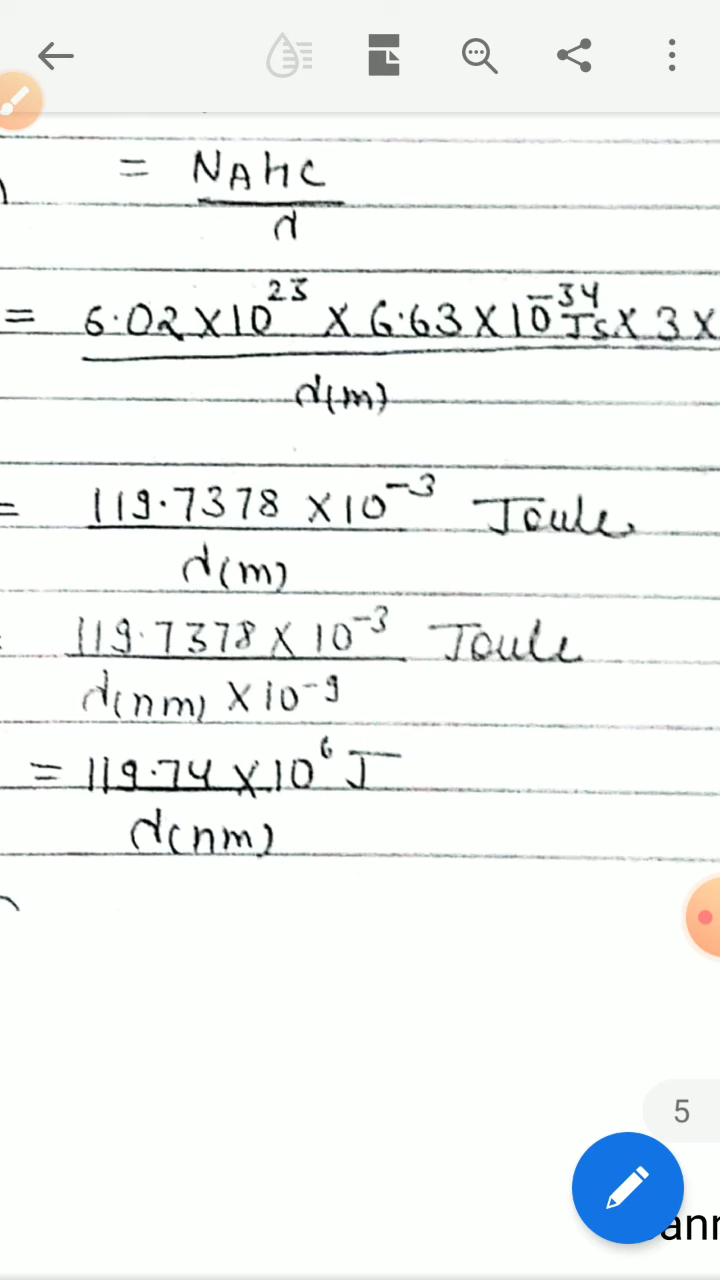 = NAhc
d
= 6.02 X 10^23 X 6.63 X 10^-34 JS X 3 X
d(m)
= 119.7378 X 10^-3 Joule
d(m)
119.7378 X 10^-3 Joule
d(nm) X 10^-9
= 119.74 X 10^6 J
d(nm)
5